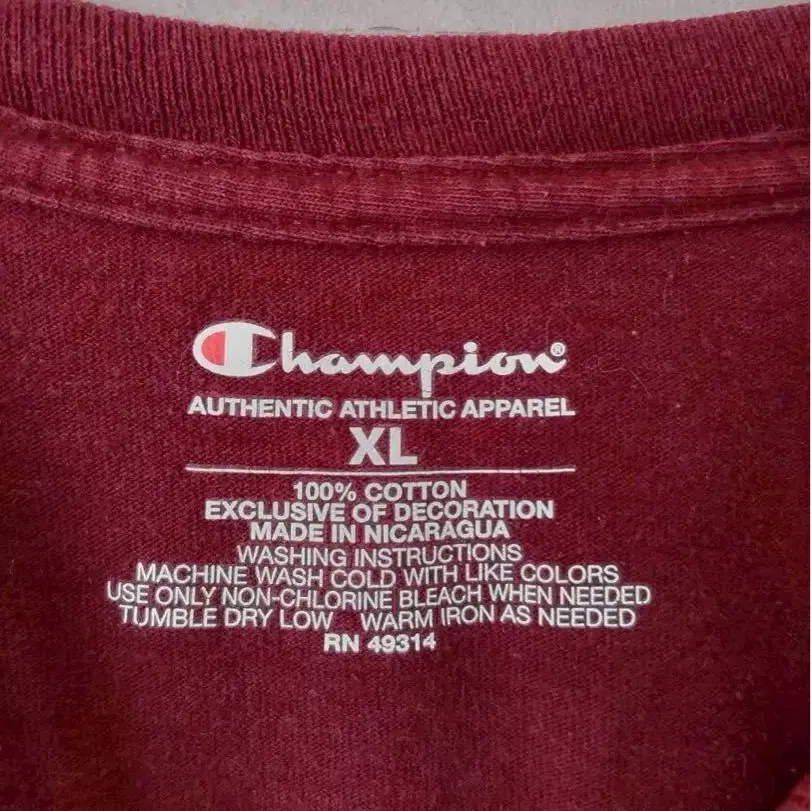 Champion®
AUTHENTIC ATHLETIC APPAREL
XL
100% COTTON
EXCLUSIVE OF DECORATION
MADE IN NICARAGUA
WASHING INSTRUCTIONS
MACHINE WASH COLD WITH LIKE COLORS
USE ONLY NON-CHLORINE BLEACH WHEN NEEDED
TUMBLE DRY LOW WARM IRON AS NEEDED
RN 49314